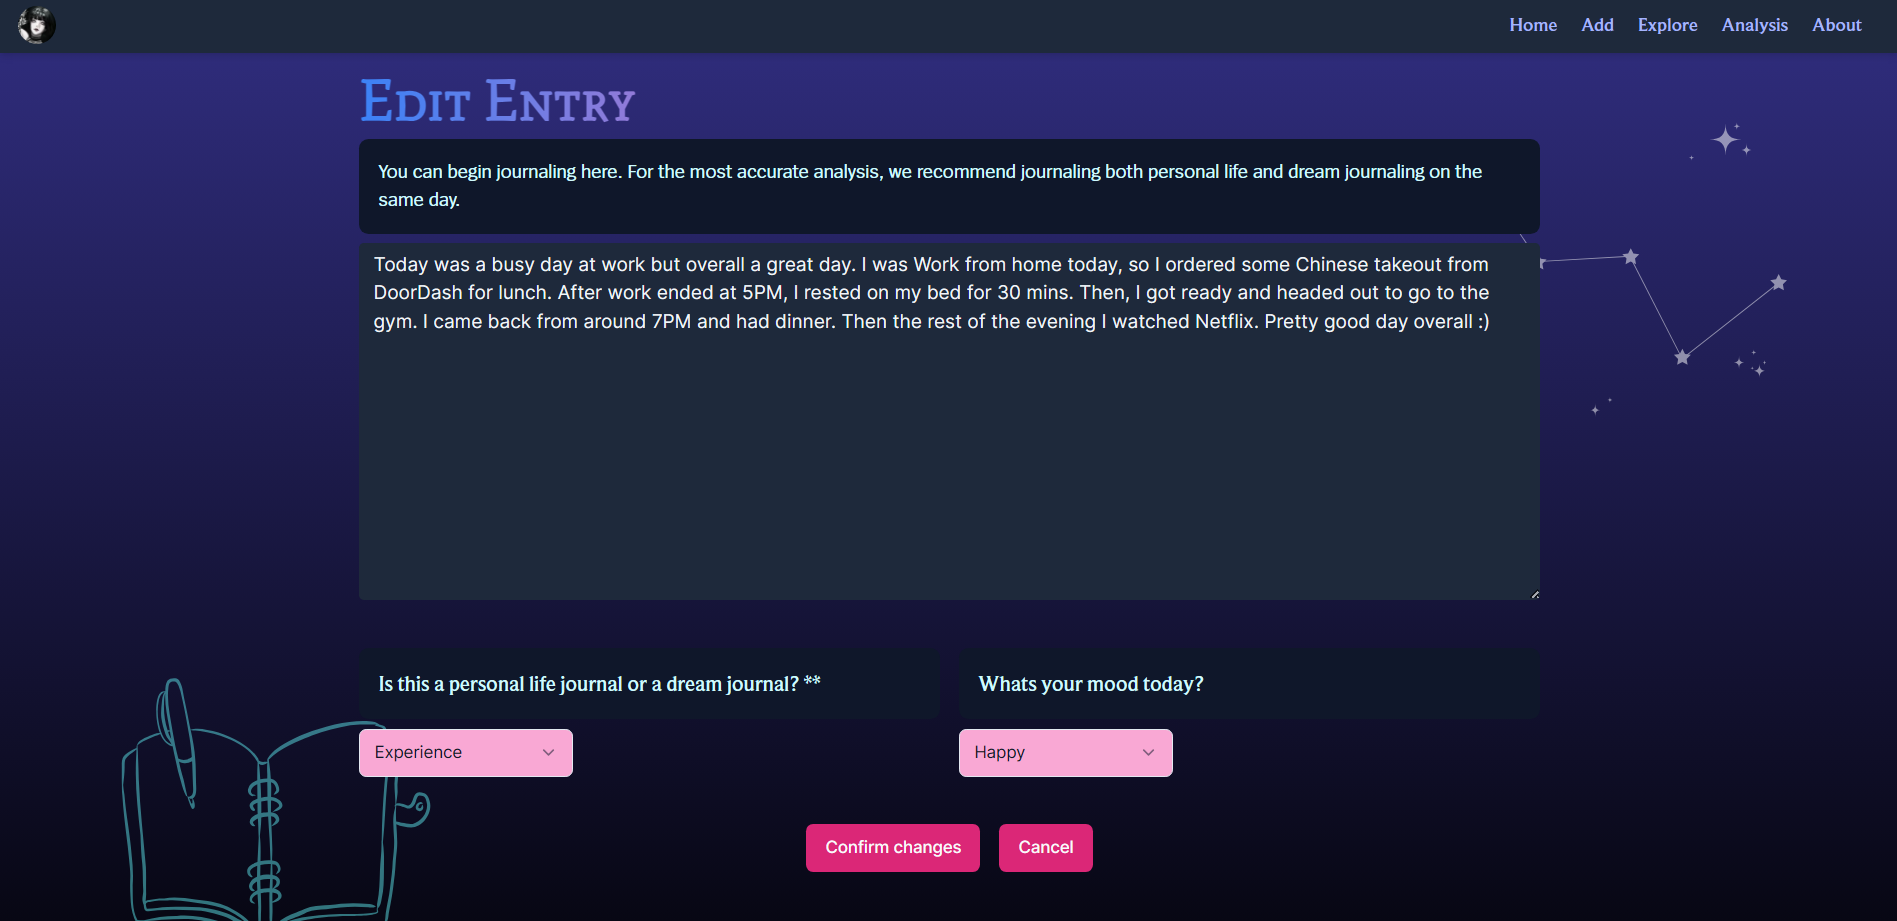 Home Add Explore Analysis About
Edit Entry
You can begin journaling here. For the most accurate analysis, we recommend journaling both personal life and dream journaling on the
same day.
Today was a busy day at work but overall a great day. I was Work from home today, so I ordered some Chinese takeout from
DoorDash for lunch. After work ended at 5PM, I rested on my bed for 30 mins. Then, I got ready and headed out to go to the
gym. I came back from around 7PM and had dinner. Then the rest of the evening I watched Netflix. Pretty good day overall :)
Is this a personal life journal or a dream journal? **
Whats your mood today?
Experience
Happy
Confirm changes
Cancel